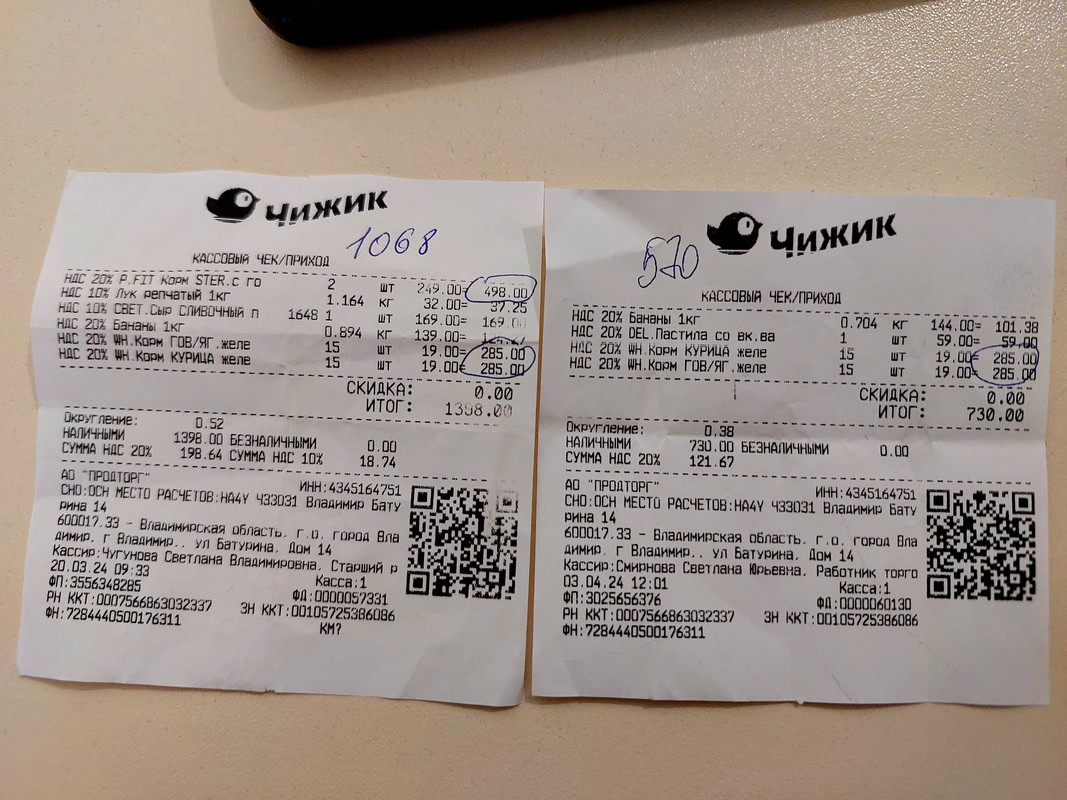 Чижик
1068
КАССОВЫЙ ЧЕК/ПРИХОД
НДС 20% P.FIT Корм STER.с го 2 шт 249.00= 498.00
НДС 10% Лук репчатый 1кг 1.164 кг 32.00= 37.25
НДС 10% СВЕТ.Сыр СЛИВОЧНЫЙ п 1648 1 шт 169.00= 169.00
НДС 20% Бананы 1кг 0.894 кг 139.00=
НДС 20% WH.Корм ГОВ/ЯГ.желе 15 шт 19.00= 285.00
НДС 20% WH.Корм КУРИЦА желе 15 шт 19.00= 285.00
СКИДКА: 0.00
ИТОГ: 1398.00
Округление: 0.52
НАЛИЧНЫМИ 1398.00 БЕЗНАЛИЧНЫМИ 0.00
СУММА НДС 20% 198.64 СУММА НДС 10% 18.74
АО "ПРОДТОРГ" ИНН:4345164751
СНО:ОСН МЕСТО РАСЧЕТОВ:HA4Y ЧЗЗ031 Владимир Бату
рина 14
600017.33 - Владимирская область, г.о. город Вла
димир, г Владимир,, ул Батурина, Дом 14
Кассир:Чугунова Светлана Владимировна, Старший р
20.03.24 09:33 Касса:1
ФП:3556348285 ФД:0000057331
РН ККТ:0007566863032337 ЗН ККТ:00105725386086
ФН:7284440500176311 КМ?
Чижик
570
КАССОВЫЙ ЧЕК/ПРИХОД
НДС 20% Бананы 1кг 0.704 кг 144.00= 101.38
НДС 20% DEL.Пастила со вк.ва 1 шт 59.00= 59.00
НДС 20% WH.Корм КУРИЦА желе 15 шт 19.00= 285.00
НДС 20% WH.Корм ГОВ/ЯГ.желе 15 шт 19.00= 285.00
СКИДКА: 0.00
ИТОГ: 730.00
Округление: 0.38
НАЛИЧНЫМИ 730.00 БЕЗНАЛИЧНЫМИ 0.00
СУММА НДС 20% 121.67
АО "ПРОДТОРГ" ИНН:4345164751
СНО:ОСН МЕСТО РАСЧЕТОВ:HA4Y ЧЗЗ031 Владимир Бату
рина 14
600017.33 - Владимирская область, г.о. город Вла
димир, г Владимир,, ул Батурина, Дом 14
Кассир:Смирнова Светлана Юрьевна, Работник торго
03.04.24 12:01 Касса:1
ФП:3025656376 ФД:0000060130
РН ККТ:0007566863032337 ЗН ККТ:00105725386086
ФН:7284440500176311